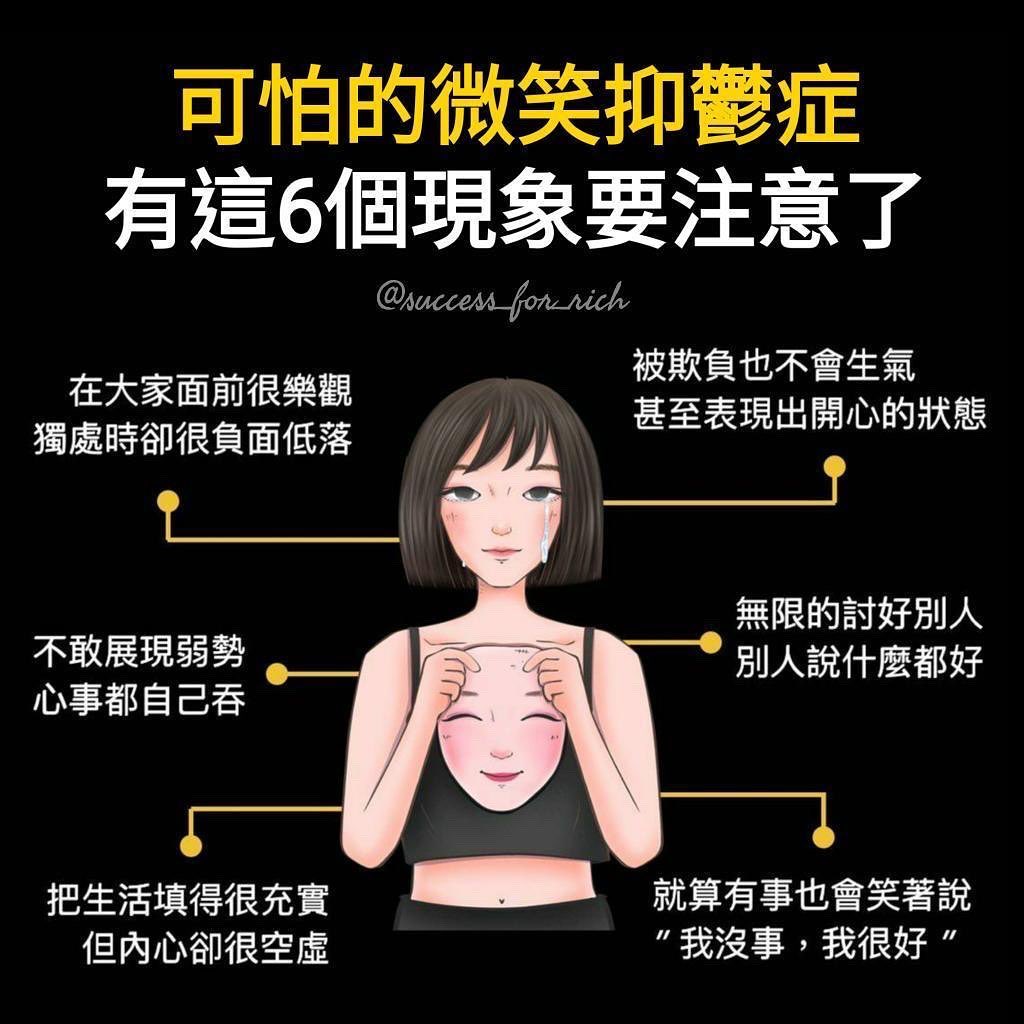 可怕的微笑抑鬱症
有這6個現象要注意了
@success_for_rich
在大家面前很樂觀
獨處時卻很負面低落
被欺負也不會生氣
甚至表現出開心的狀態
不敢展現弱勢
心事都自己吞
無限的討好別人
別人說什麼都好
把生活填得很充實
但內心卻很空虛
就算有事也會笑著說
〃我沒事，我很好〃